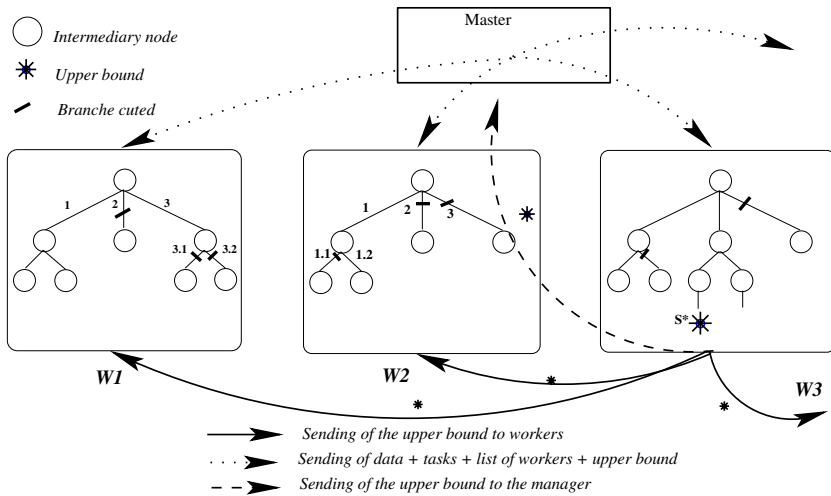 Master
Intermediary node
Upper bound
Branche cuted
1 2 3
3.1 3.2
1 2 3
1.1 1.2
S*
W1 W2 W3
Sending of the upper bound to workers
Sending of data + tasks + list of workers + upper bound
Sending of the upper bound to the manager